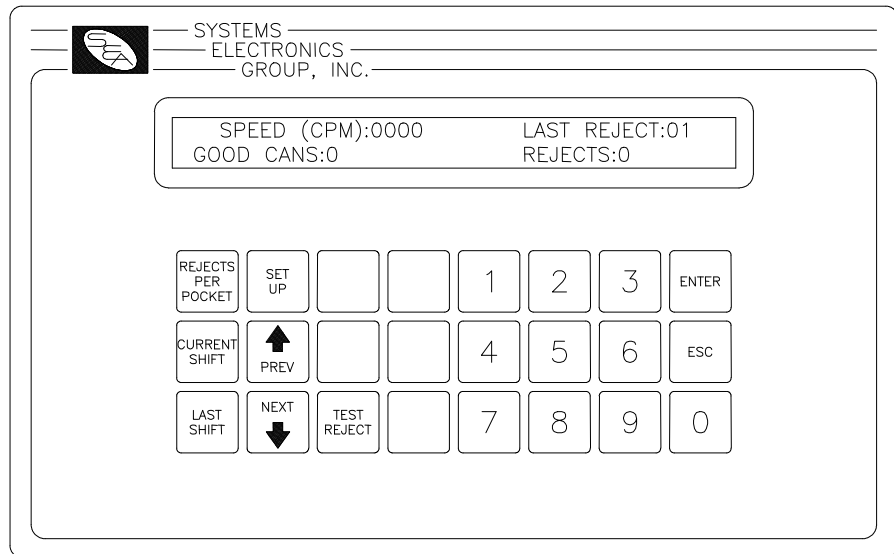 SYSTEMS
ELECTRONICS
GROUP, INC.
SPEED (CPM):0000 LAST REJECT:01
GOOD CANS:0 REJECTS:0
REJECTS PER POCKET
SET UP
1
2
3
ENTER
CURRENT SHIFT
PREV
4
5
6
ESC
LAST SHIFT
NEXT
TEST REJECT
7
8
9
0